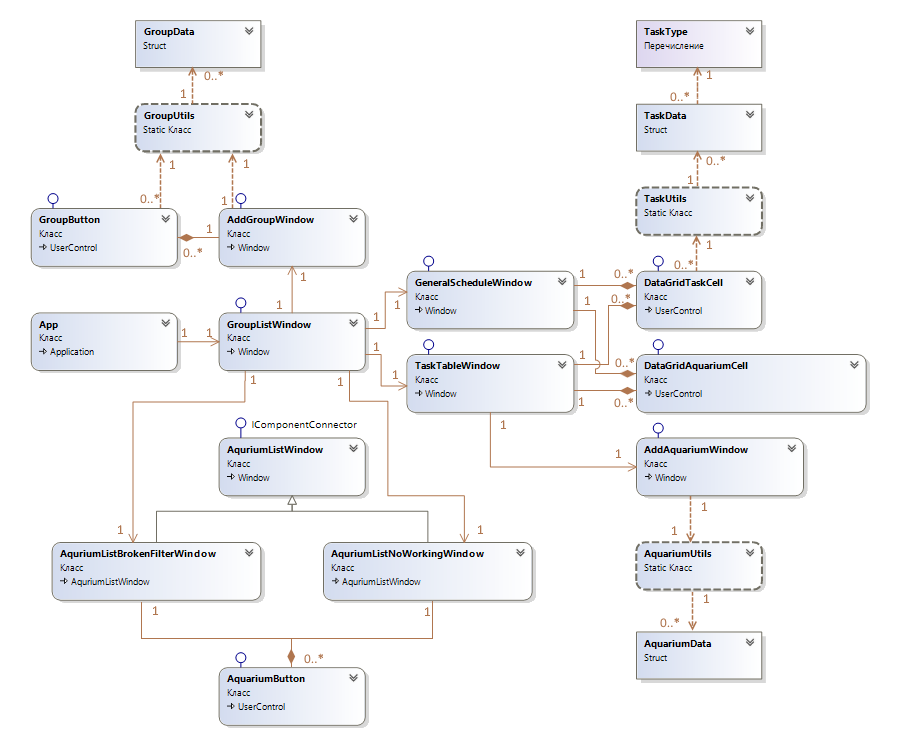 GroupData
Struct
TaskType
Перечисление
0..*
1
1
0..*
GroupUtils
Static Класс
TaskData
Struct
1
1
0..*
0..*
1
1
TaskUtils
Static Класс
GroupButton
Класс
UserControl
1
0..*
AddGroupWindow
Класс
Window
1
0..*
1
1
GeneralScheduleWindow
Класс
Window
1
0..*
DataGridTaskCell
Класс
UserControl
1
0..*
1
1
App
Класс
Application
1
1
GroupListWindow
Класс
Window
1
1
TaskTableWindow
Класс
Window
1
0..*
1
0..*
DataGridAquariumCell
Класс
UserControl
1
1
1
IComponentConnector
AquriumListWindow
Класс
Window
1
AddAquariumWindow
Класс
Window
1
1
1
1
AquriumListBrokenFilterWindow
Класс
AquriumListWindow
AquriumListNoWorkingWindow
Класс
AquriumListWindow
AquariumUtils
Static Класс
1
1
1
0..*
0..*
AquariumButton
Класс
UserControl
AquariumData
Struct